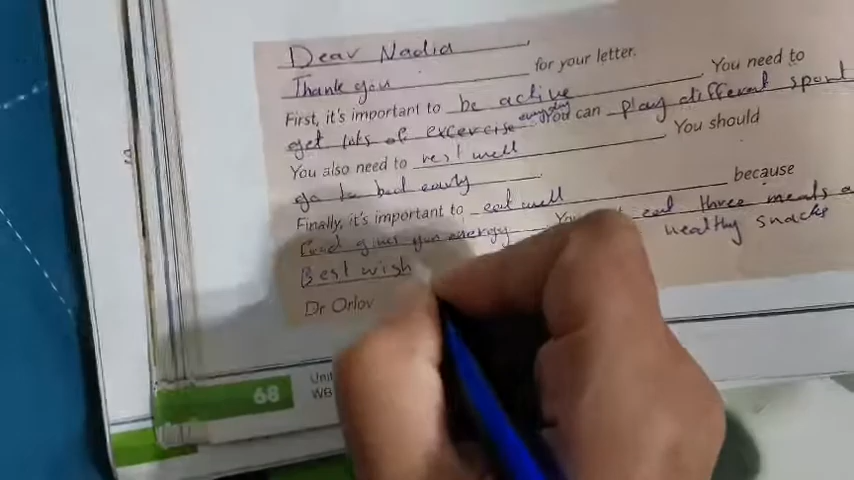 Dear Nadia
Thank you for your letter.
First, it's important to be active You need to
get lots of excercise everyday You can play different sport
You also need to rest well You should
go to bed early
Finally, it's important to eat well because
food gives you energy You eat three meals a
healthy snacks
Best wish
Dr Orlov
68
Unit
WB